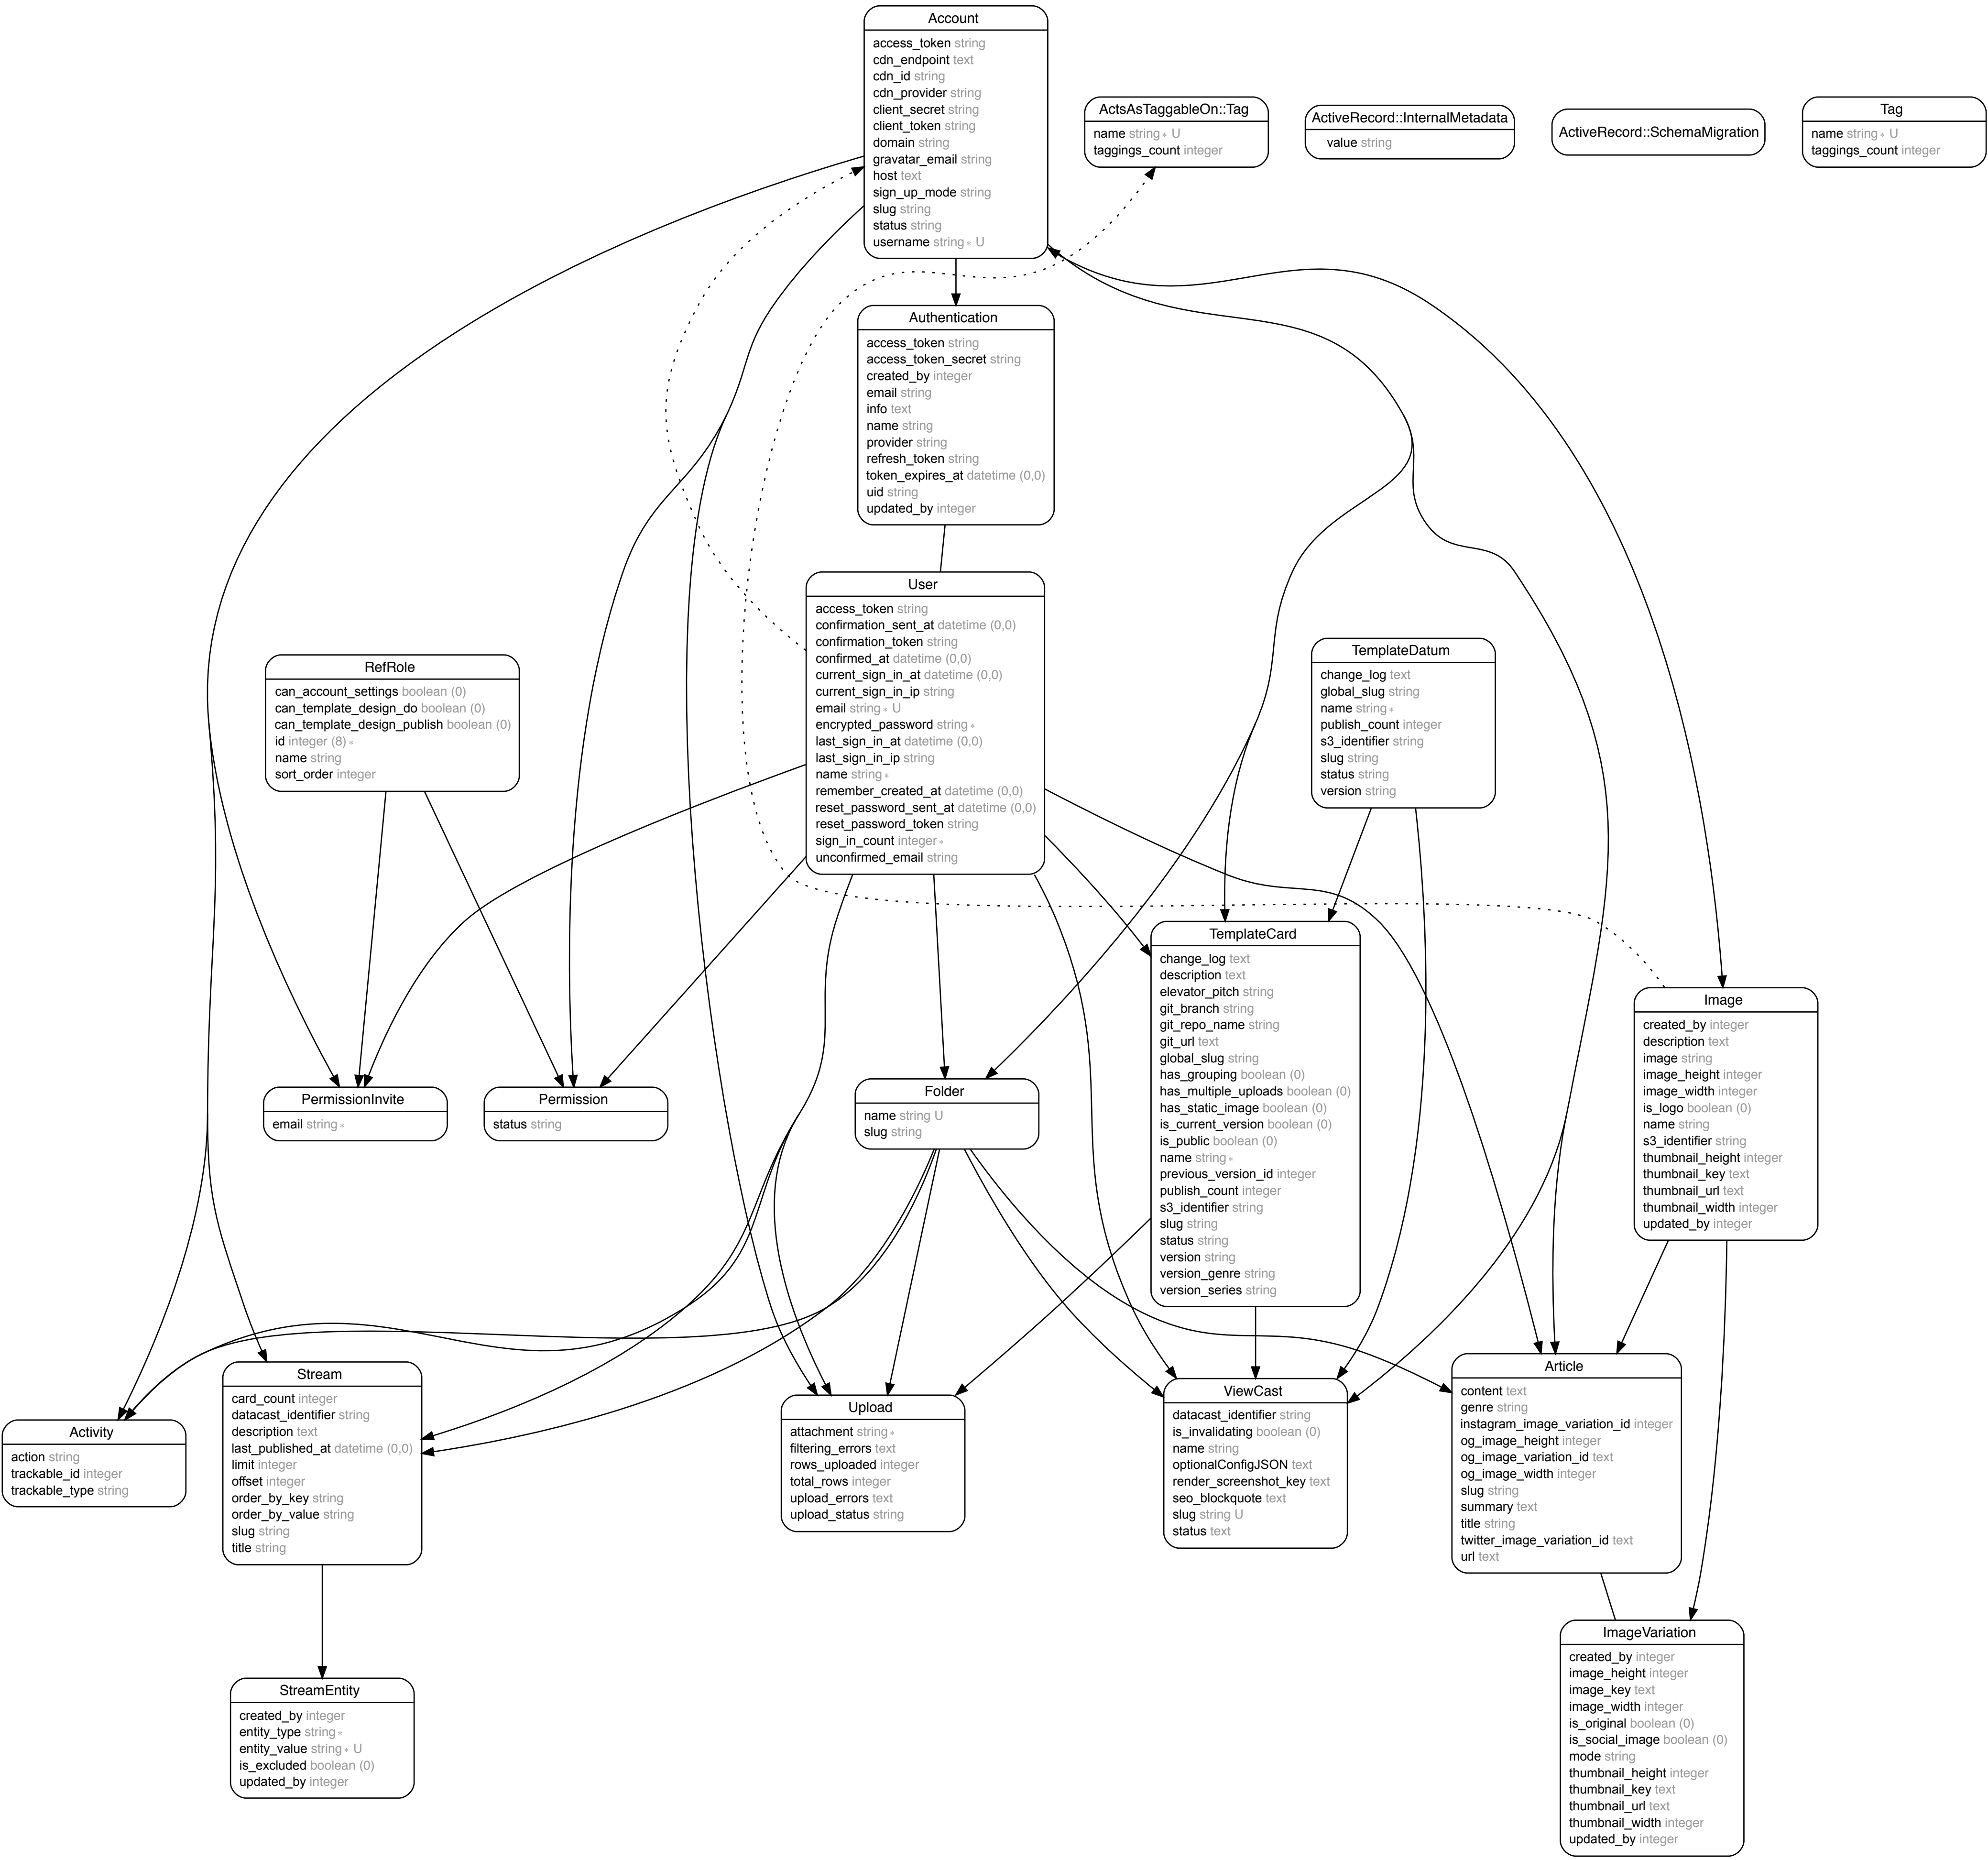 Account
access_token string
cdn_endpoint text
cdn_id string
cdn_provider string
client_secret string
client_token string
domain string
gravatar_email string
host text
sign_up_mode string
slug string
status string
username string∗ U
ActsAsTaggableOn::Tag
name string∗ U
taggings_count integer
ActiveRecord::InternalMetadata
value string
ActiveRecord::SchemaMigration
Tag
name string∗ U
taggings_count integer
Authentication
access_token string
access_token_secret string
created_by integer
email string
info text
name string
provider string
refresh_token string
token_expires_at datetime (0,0)
uid string
updated_by integer
User
access_token string
confirmation_sent_at datetime (0,0)
confirmation_token string
confirmed_at datetime (0,0)
current_sign_in_at datetime (0,0)
current_sign_in_ip string
email string∗ U
encrypted_password string∗
last_sign_in_at datetime (0,0)
last_sign_in_ip string
name string∗
remember_created_at datetime (0,0)
reset_password_sent_at datetime (0,0)
reset_password_token string
sign_in_count integer∗
unconfirmed_email string
RefRole
can_account_settings boolean (0)
can_template_design_do boolean (0)
can_template_design_publish boolean (0)
id integer (8)∗
name string
sort_order integer
TemplateDatum
change_log text
global_slug string
name string∗
publish_count integer
s3_identifier string
slug string
status string
version string
TemplateCard
change_log text
description text
elevator_pitch string
git_branch string
git_repo_name string
git_url text
global_slug string
has_grouping boolean (0)
has_multiple_uploads boolean (0)
has_static_image boolean (0)
is_current_version boolean (0)
is_public boolean (0)
name string∗
previous_version_id integer
publish_count integer
s3_identifier string
slug string
status string
version string
version_genre string
version_series string
Image
created_by integer
description text
image string
image_height integer
image_width integer
is_logo boolean (0)
name string
s3_identifier string
thumbnail_height integer
thumbnail_key text
thumbnail_url text
thumbnail_width integer
updated_by integer
PermissionInvite
email string∗
Permission
status string
Folder
name string U
slug string
Activity
action string
trackable_id integer
trackable_type string
Stream
card_count integer
datacast_identifier string
description text
last_published_at datetime (0,0)
limit integer
offset integer
order_by_key string
order_by_value string
slug string
title string
Upload
attachment string∗
filtering_errors text
rows_uploaded integer
total_rows integer
upload_errors text
upload_status string
ViewCast
datacast_identifier string
is_invalidating boolean (0)
name string
optionalConfigJSON text
render_screenshot_key text
seo_blockquote text
slug string U
status text
Article
content text
genre string
instagram_image_variation_id integer
og_image_height integer
og_image_variation_id text
og_image_width integer
slug string
summary text
title string
twitter_image_variation_id text
url text
StreamEntity
created_by integer
entity_type string∗
entity_value string∗ U
is_excluded boolean (0)
updated_by integer
ImageVariation
created_by integer
image_height integer
image_key text
image_width integer
is_original boolean (0)
is_social_image boolean (0)
mode string
thumbnail_height integer
thumbnail_key text
thumbnail_url text
thumbnail_width integer
updated_by integer